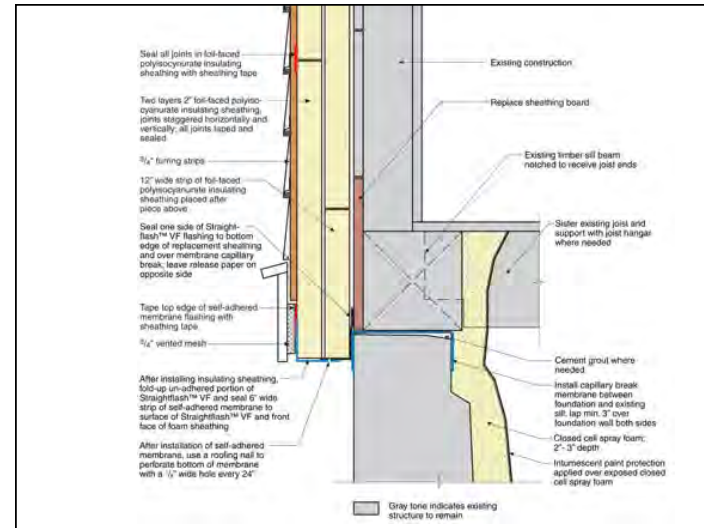 Seal all joints in foil-faced
polyisocyanurate insulating
sheathing with sheathing tape
Two layers 2" foil-faced polyiso-
cyanurate insulating sheathing,
joints staggered horizontally and
vertically; all joints taped and
sealed
3/4" furring strips
12" wide strip of foil-faced
polyisocyanurate insulating
sheathing placed after
piece above
Seal one side of Straight-
flash™ VF flashing to bottom
edge of replacement sheathing
and over membrane capillary
break; leave release paper on
opposite side
Tape top edge of self-adhered
membrane flashing with
sheathing tape
3/4" vented mesh
After installing insulating sheathing,
fold-up un-adhered portion of
Straightflash™ VF and seal 6" wide
strip of self-adhered membrane to
surface of Straightflash™ VF and front
face of foam sheathing
After installation of self-adhered
membrane, use a roofing nail to
perforate bottom of membrane
with a 1/8" wide hole every 24"
Existing construction
Replace sheathing board
Existing timber sill beam
notched to receive joist ends
Sister existing joist and
support with joist hangar
where needed
Cement grout where
needed
Install capillary break
membrane between
foundation and existing
sill; lap min. 3" over
foundation wall both sides
Closed cell spray foam;
2"- 3" depth
Intumescent paint protection
applied over exposed closed
cell spray foam
Gray tone indicates existing
structure to remain